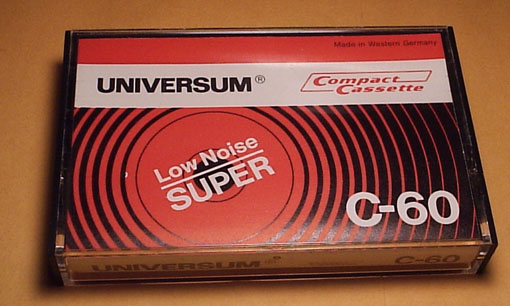 Made in Western Germany
UNIVERSUM®
Compact
Cassette
Low Noise
SUPER
C-60
UNIVERSUM®
C-60